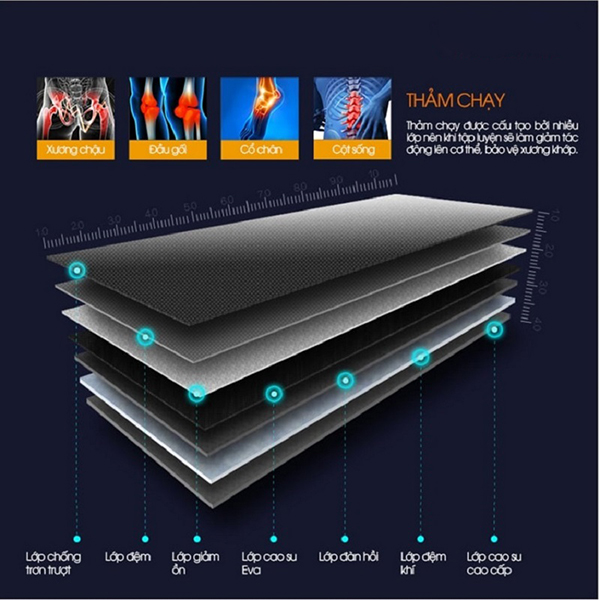 Xương chậu
Đầu gối
Cổ chân
Cột sống
THẢM CHẠY
Thảm chạy được cấu tạo bởi nhiều
lớp nên khi tập luyện sẽ làm giảm tác
động lên cơ thể, bảo vệ xương khớp.
10 20 30 40 50 60 70 80 90 10
10
20
30
40
Lớp chống
trơn trượt
Lớp đệm
Lớp giảm
ồn
Lớp cao su
Eva
Lớp đàn hồi
Lớp đệm
khí
Lớp cao su
cao cấp